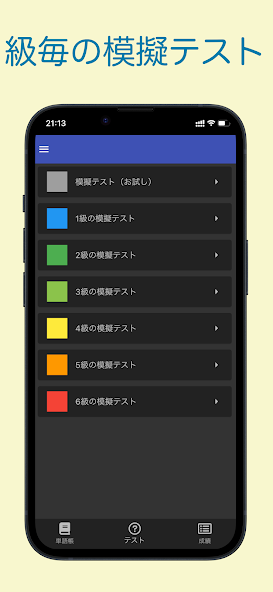 級毎の模擬テスト
21:13
模擬テスト（お試し）
1級の模擬テスト
2級の模擬テスト
3級の模擬テスト
4級の模擬テスト
5級の模擬テスト
6級の模擬テスト
単語帳 テスト 成績